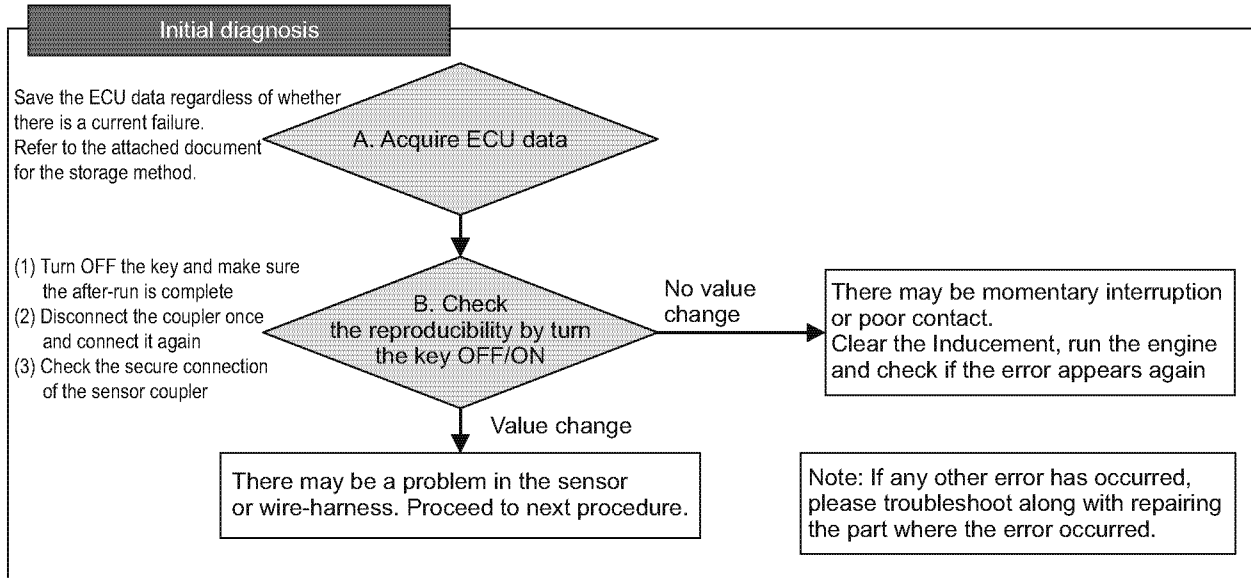 Initial diagnosis
Save the ECU data regardless of whether
there is a current failure.
Refer to the attached document
for the storage method.
A. Acquire ECU data
(1) Turn OFF the key and make sure
the after-run is complete
(2) Disconnect the coupler once
and connect it again
(3) Check the secure connection
of the sensor coupler
B. Check
the reproducibility by turn
the key OFF/ON
No value
change
There may be momentary interruption
or poor contact.
Clear the Inducement, run the engine
and check if the error appears again
Value change
There may be a problem in the sensor
or wire-harness. Proceed to next procedure.
Note: If any other error has occurred,
please troubleshoot along with repairing
the part where the error occurred.